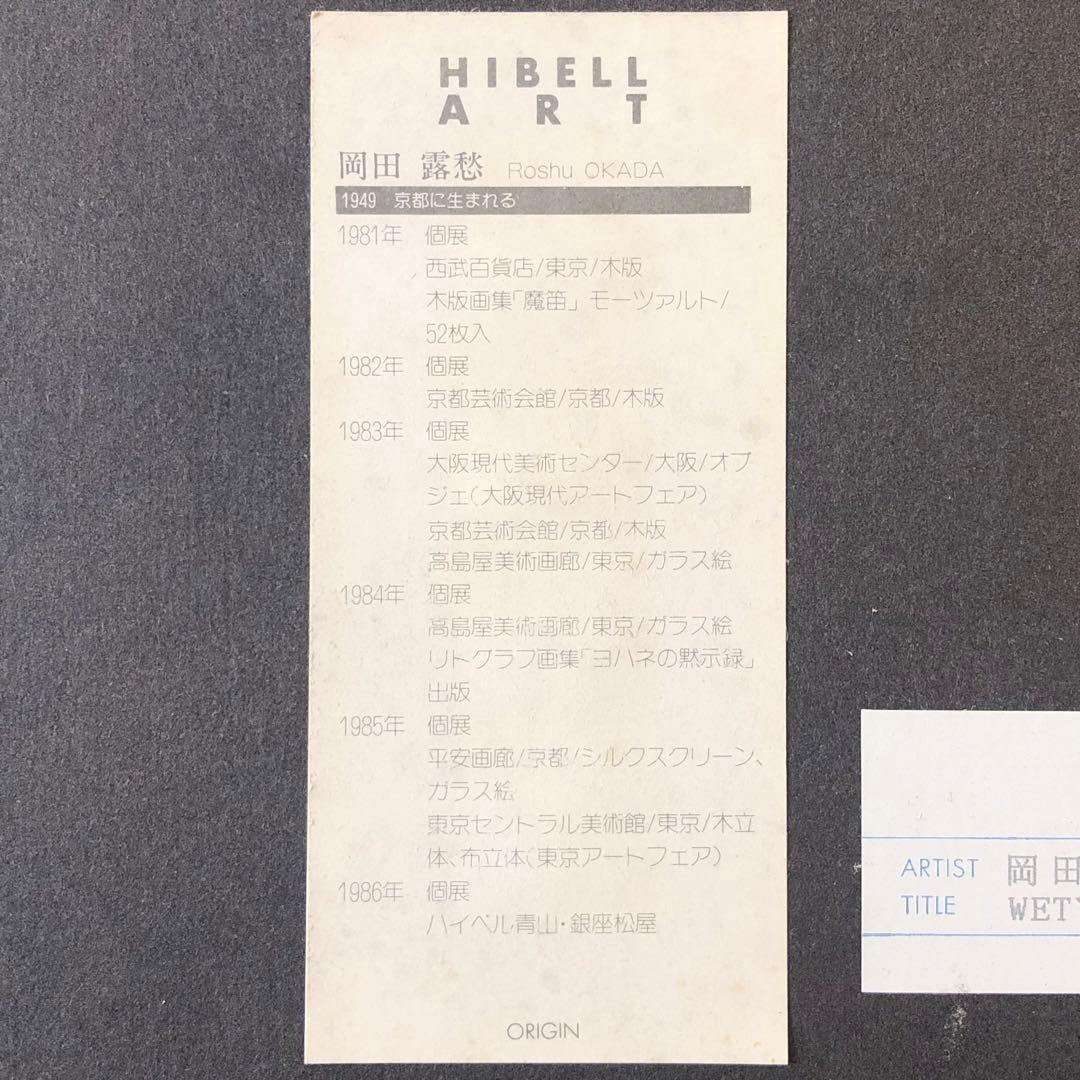 HIBELL
ART
岡田 露愁 Roshu OKADA
1949 京都に生まれる
1981年 個展
西武百貨店/東京/木版
木版画集「魔笛」モーツァルト/
52枚入
1982年 個展
京都芸術会館/京都/木版
1983年 個展
大阪現代美術センター/大阪/オブ
ジェ(大阪現代アートフェア)
京都芸術会館/京都/木版
高島屋美術画廊/東京/ガラス絵
1984年 個展
高島屋美術画廊/東京/ガラス絵
リトグラフ画集「ヨハネの黙示録」
出版
1985年 個展
平安画廊/京都/シルクスクリーン、
ガラス絵
東京セントラル美術館/東京/木立
体、布立体(東京アートフェア)
1986年 個展
ハイベル青山・銀座松屋
ORIGIN
ARTIST 岡田
TITLE WET